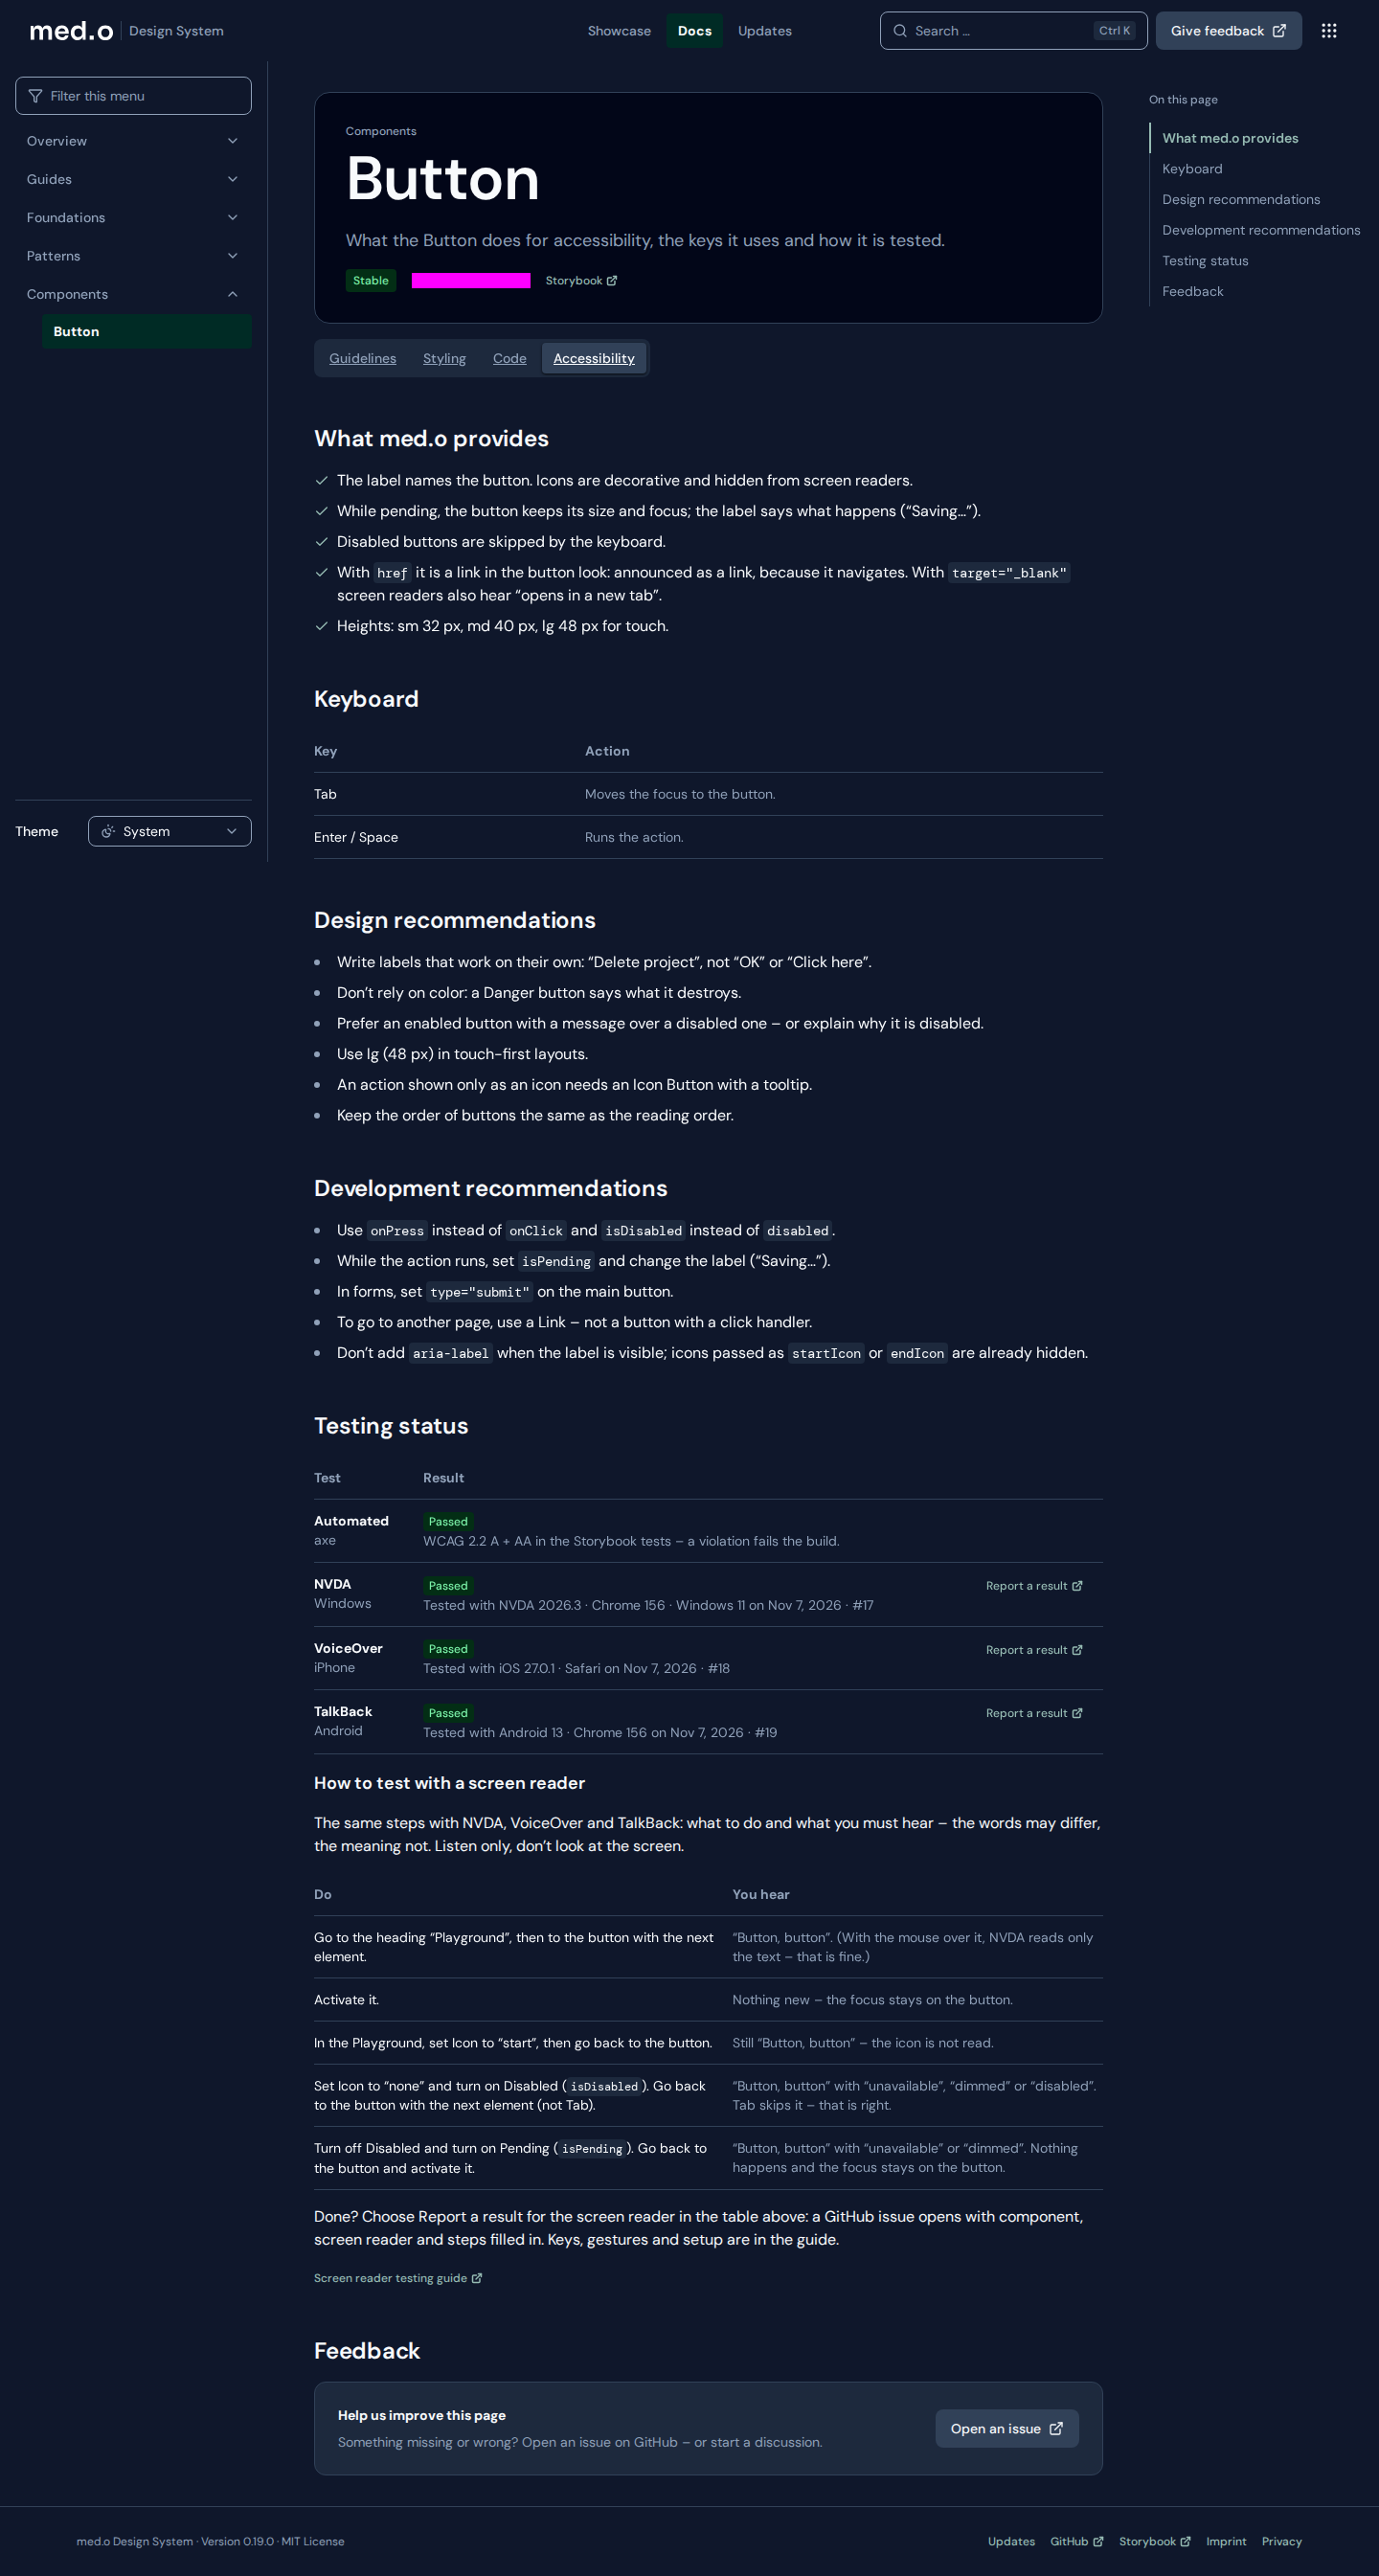 med.o Design System
Showcase Docs Updates
Search … Ctrl K
Give feedback
Filter this menu
Overview
Guides
Foundations
Patterns
Components
Button
Theme System
Components
Button
What the Button does for accessibility, the keys it uses and how it is tested.
Stable Storybook
Guidelines Styling Code Accessibility
On this page
What med.o provides
Keyboard
Design recommendations
Development recommendations
Testing status
Feedback
What med.o provides
The label names the button. Icons are decorative and hidden from screen readers.
While pending, the button keeps its size and focus; the label says what happens (“Saving…”).
Disabled buttons are skipped by the keyboard.
With href it is a link in the button look: announced as a link, because it navigates. With target="_blank"
screen readers also hear “opens in a new tab”.
Heights: sm 32 px, md 40 px, lg 48 px for touch.
Keyboard
Key Action
Tab Moves the focus to the button.
Enter / Space Runs the action.
Design recommendations
Write labels that work on their own: “Delete project”, not “OK” or “Click here”.
Don’t rely on color: a Danger button says what it destroys.
Prefer an enabled button with a message over a disabled one – or explain why it is disabled.
Use lg (48 px) in touch-first layouts.
An action shown only as an icon needs an Icon Button with a tooltip.
Keep the order of buttons the same as the reading order.
Development recommendations
Use onPress instead of onClick and isDisabled instead of disabled.
While the action runs, set isPending and change the label (“Saving…”).
In forms, set type="submit" on the main button.
To go to another page, use a Link – not a button with a click handler.
Don’t add aria-label when the label is visible; icons passed as startIcon or endIcon are already hidden.
Testing status
Test Result
Automated Passed
axe WCAG 2.2 A + AA in the Storybook tests – a violation fails the build.
NVDA Passed Report a result
Windows Tested with NVDA 2026.3 · Chrome 156 · Windows 11 on Nov 7, 2026 · #17
VoiceOver Passed Report a result
iPhone Tested with iOS 27.0.1 · Safari on Nov 7, 2026 · #18
TalkBack Passed Report a result
Android Tested with Android 13 · Chrome 156 on Nov 7, 2026 · #19
How to test with a screen reader
The same steps with NVDA, VoiceOver and TalkBack: what to do and what you must hear – the words may differ,
the meaning not. Listen only, don’t look at the screen.
Do You hear
Go to the heading “Playground”, then to the button with the next
element.
“Button, button”. (With the mouse over it, NVDA reads only
the text – that is fine.)
Activate it. Nothing new – the focus stays on the button.
In the Playground, set Icon to “start”, then go back to the button. Still “Button, button” – the icon is not read.
Set Icon to “none” and turn on Disabled (isDisabled). Go back
to the button with the next element (not Tab).
“Button, button” with “unavailable”, “dimmed” or “disabled”.
Tab skips it – that is right.
Turn off Disabled and turn on Pending (isPending). Go back to
the button and activate it.
“Button, button” with “unavailable” or “dimmed”. Nothing
happens and the focus stays on the button.
Done? Choose Report a result for the screen reader in the table above: a GitHub issue opens with component,
screen reader and steps filled in. Keys, gestures and setup are in the guide.
Screen reader testing guide
Feedback
Help us improve this page
Something missing or wrong? Open an issue on GitHub – or start a discussion.
Open an issue
med.o Design System · Version 0.19.0 · MIT License
Updates GitHub Storybook Imprint Privacy